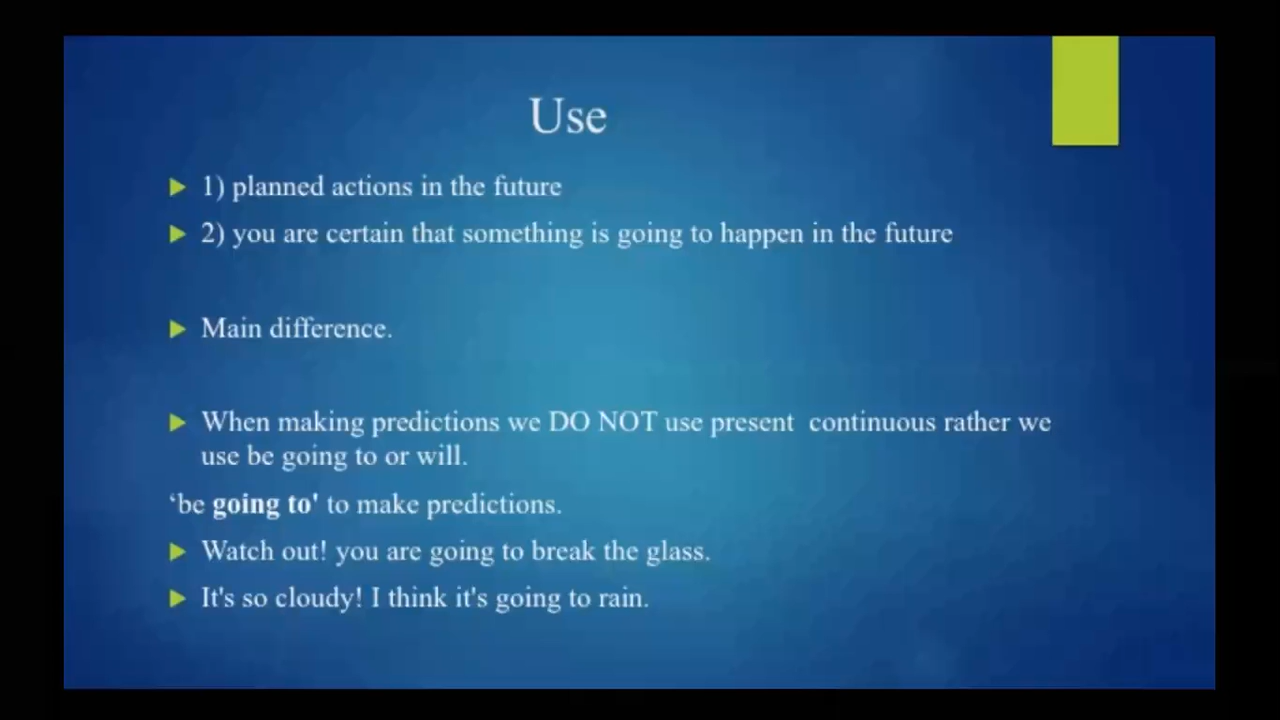 Use
1) planned actions in the future
2) you are certain that something is going to happen in the future
Main difference.
When making predictions we DO NOT use present  continuous rather we
use be going to or will.
‘be going to' to make predictions.
Watch out! you are going to break the glass.
It's so cloudy! I think it's going to rain.